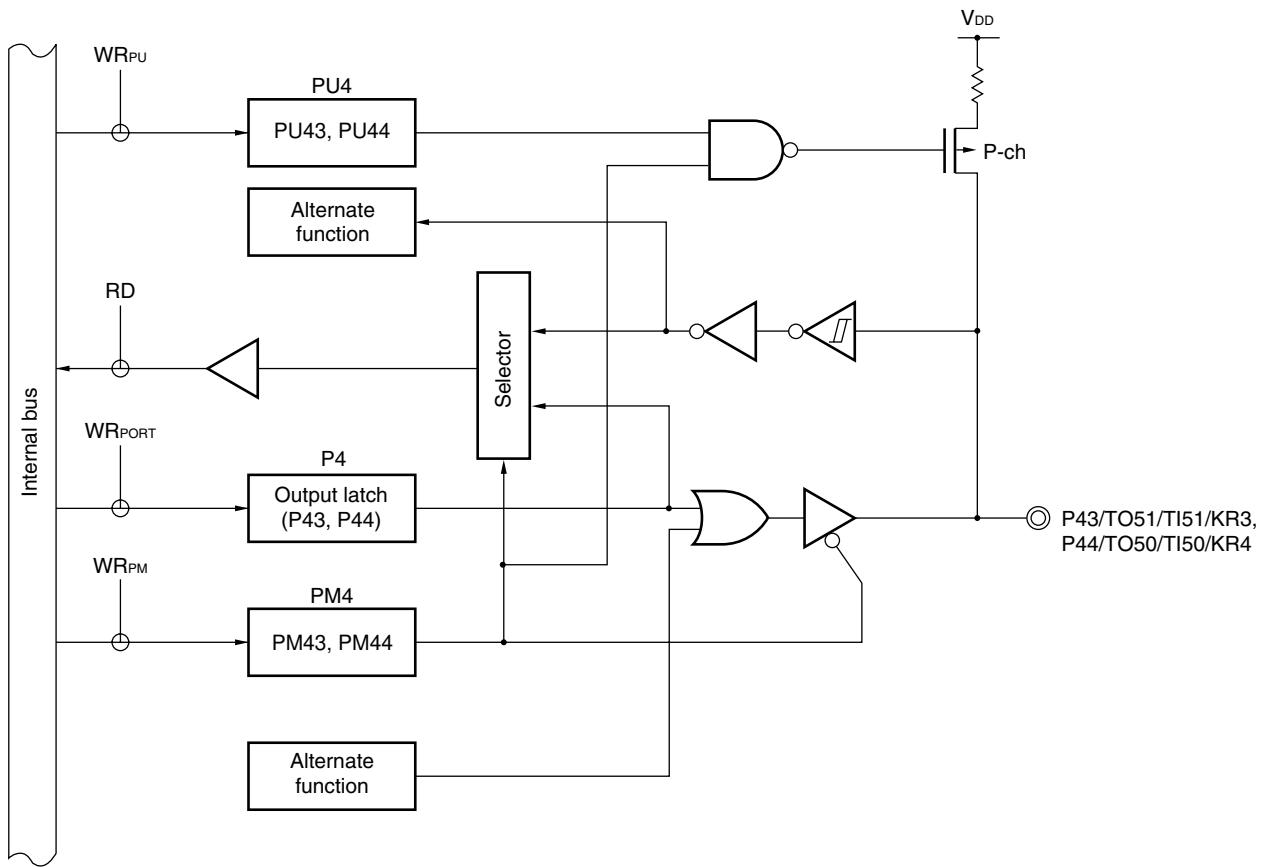 VDD
WRPU
PU4
PU43, PU44
P-ch
Alternate
function
RD
Selector
Internal bus
WRPORT
P4
Output latch
(P43, P44)
P43/TO51/TI51/KR3,
P44/TO50/TI50/KR4
WRPM
PM4
PM43, PM44
Alternate
function